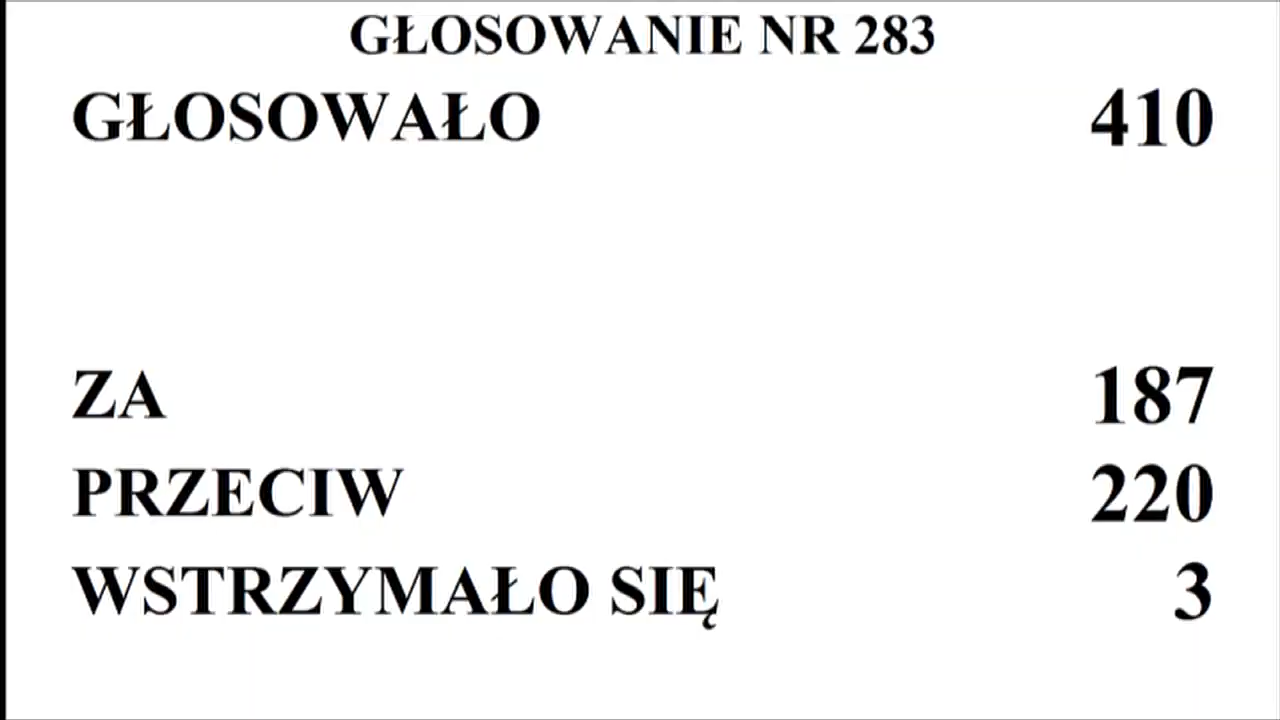 GŁOSOWANIE NR 283
GŁOSOWAŁO 410
ZA 187
PRZECIW 220
WSTRZYMAŁO SIĘ 3